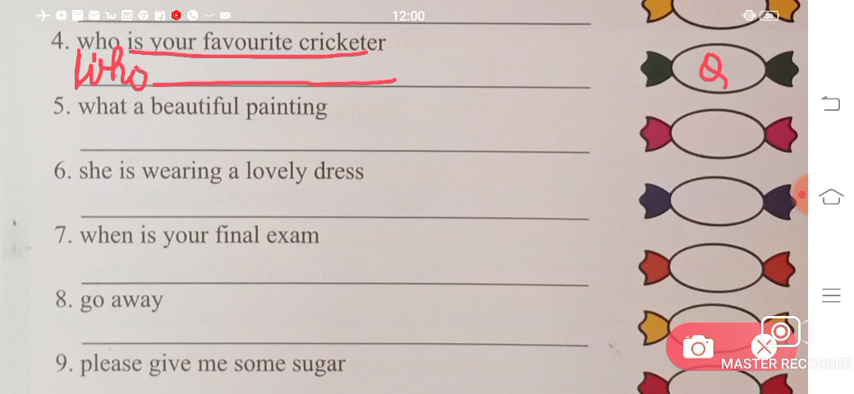 12:00
4. who is your favourite cricketer
Who
Q
5. what a beautiful painting
6. she is wearing a lovely dress
7. when is your final exam
8. go away
9. please give me some sugar
MASTER RECORDER